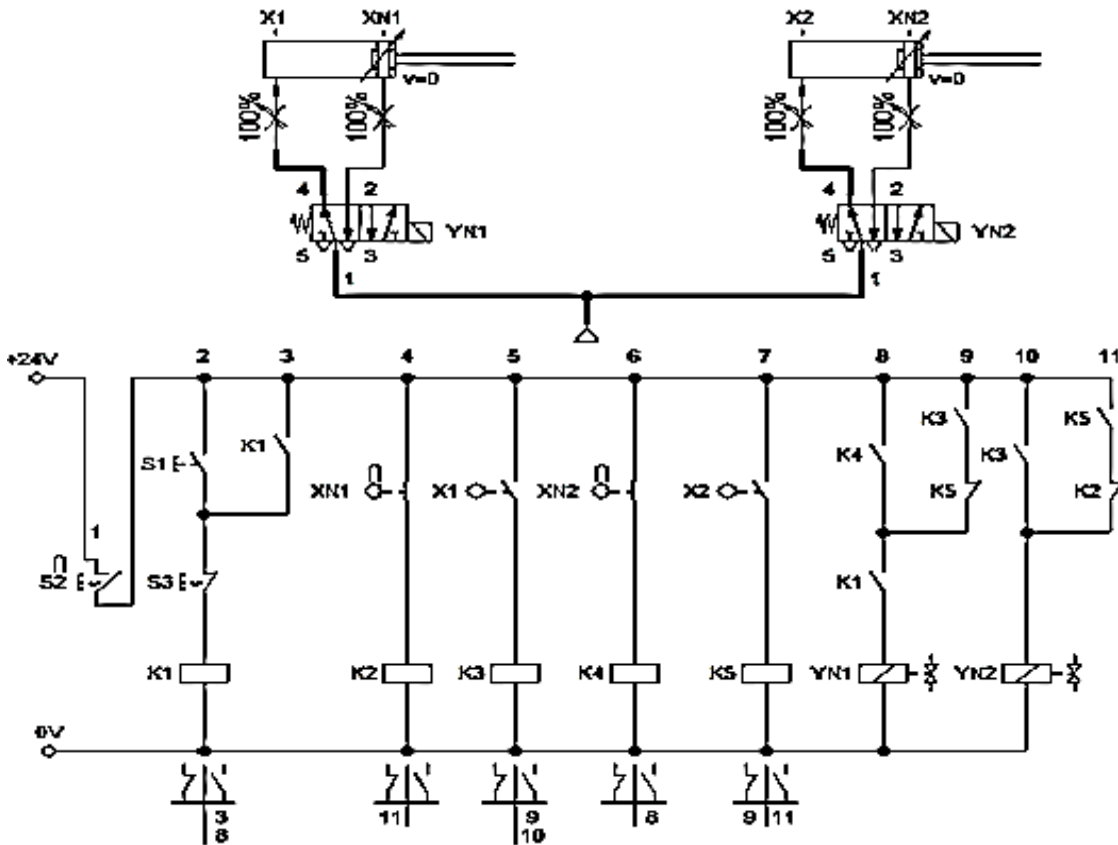 X1 XN1 X2 XN2
v=0 v=0
100% 100% 100% 100%
4 2 4 2
YN1 YN2
5 3 5 3
1 1
+24V 2 3 4 5 6 7 8 9 10 11
K3 K5
S1 K1 K4 K3
XN1 X1 XN2 X2 K5 K2
1
S2 S3 K1
K1 K2 K3 K4 K5 YN1 YN2
0V
3 11 9 8 9 11
8 10